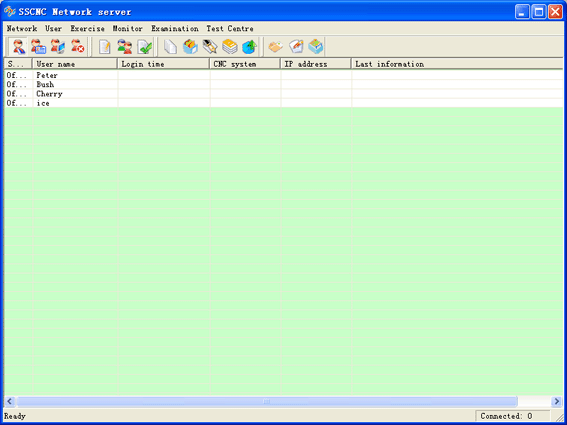 SSCNC Network server
Network User Exercise Monitor Examination Test Centre
S... User name Login time CNC system IP address Last information
Of... Peter
Of... Bush
Of... Cherry
Of... ice
Ready Connected: 0